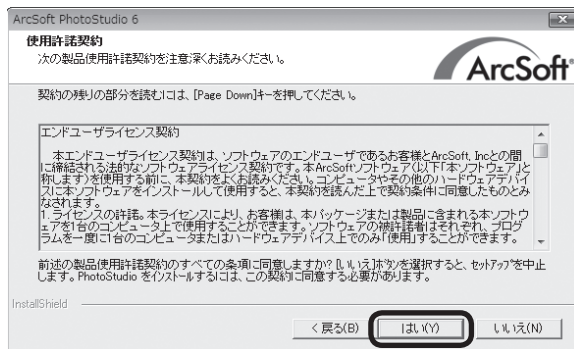 ArcSoft PhotoStudio 6
使用許諾契約
次の製品使用許諾契約を注意深くお読みください。
ArcSoft®
契約の残りの部分を読むには、[Page Down]キーを押してください。
エンドユーザライセンス契約
本エンドユーザライセンス契約は、ソフトウェアのエンドユーザであるお客様とArcSoft, Incとの間
に締結される法的なソフトウェアライセンス契約です。本ArcSoftソフトウェア(以下「本ソフトウェア」と
称します)を使用する前に、本契約をよくお読みください。コンピュータやその他のハードウェアデバイ
スに本ソフトウェアをインストールして使用すると、本契約を読んだ上で契約条件に同意したものとみ
なされます。
1. ライセンスの許諾。本ライセンスにより、お客様は、本パッケージまたは製品に含まれる本ソフトウ
ェアを1台のコンピュータ上で使用することができます。ソフトウェアの被許諾者はそれぞれ、プログ
ラムを一度に1台のコンピュータまたはハードウェアデバイス上でのみ「使用」することができます。
前述の製品使用許諾契約のすべての条項に同意しますか? [いいえ]ボタンを選択すると、セットアップを中止
します。PhotoStudio をインストールするには、この契約に同意する必要があります。
InstallShield
< 戻る(B)
はい(Y)
いいえ(N)